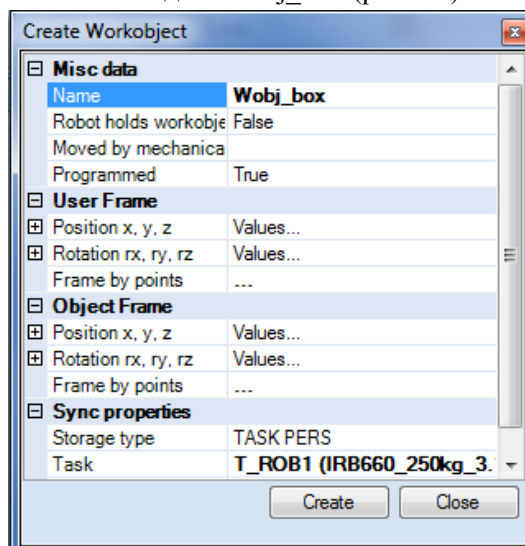 Create Workobject
Misc data
Name Wobj_box
Robot holds workobje False
Moved by mechanica
Programmed True
User Frame
Position x, y, z Values...
Rotation rx, ry, rz Values...
Frame by points ...
Object Frame
Position x, y, z Values...
Rotation rx, ry, rz Values...
Frame by points ...
Sync properties
Storage type TASK PERS
Task T_ROB1 (IRB660_250kg_3.
Create Close